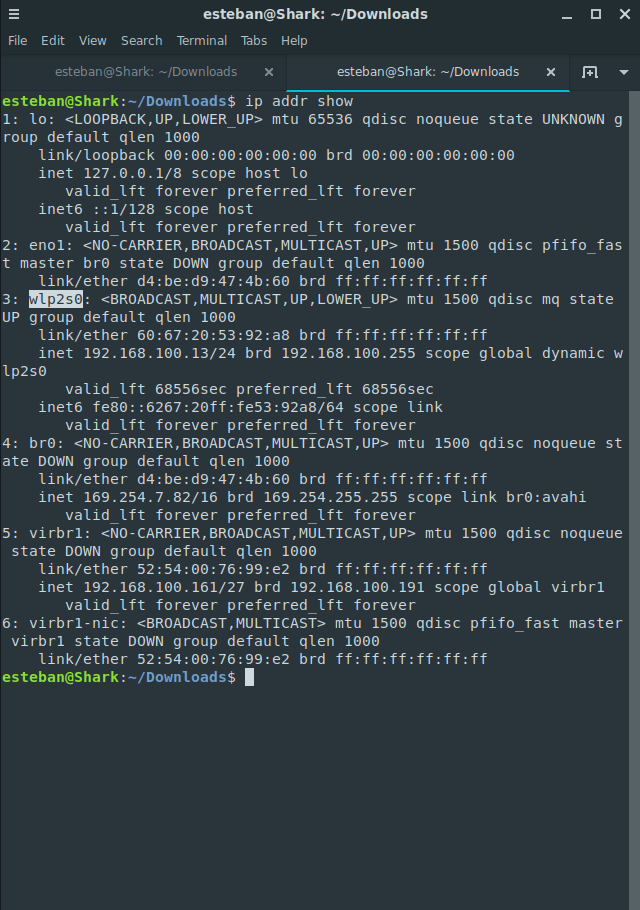 esteban@Shark: ~/Downloads
File Edit View Search Terminal Tabs Help
esteban@Shark: ~/Downloads × esteban@Shark: ~/Downloads ×
esteban@Shark:~/Downloads$ ip addr show
1: lo: <LOOPBACK,UP,LOWER_UP> mtu 65536 qdisc noqueue state UNKNOWN g
roup default qlen 1000
    link/loopback 00:00:00:00:00:00 brd 00:00:00:00:00:00
    inet 127.0.0.1/8 scope host lo
       valid_lft forever preferred_lft forever
    inet6 ::1/128 scope host
       valid_lft forever preferred_lft forever
2: eno1: <NO-CARRIER,BROADCAST,MULTICAST,UP> mtu 1500 qdisc pfifo_fas
t master br0 state DOWN group default qlen 1000
    link/ether d4:be:d9:47:4b:60 brd ff:ff:ff:ff:ff:ff
3: wlp2s0: <BROADCAST,MULTICAST,UP,LOWER_UP> mtu 1500 qdisc mq state
UP group default qlen 1000
    link/ether 60:67:20:53:92:a8 brd ff:ff:ff:ff:ff:ff
    inet 192.168.100.13/24 brd 192.168.100.255 scope global dynamic w
lp2s0
       valid_lft 68556sec preferred_lft 68556sec
    inet6 fe80::6267:20ff:fe53:92a8/64 scope link
       valid_lft forever preferred_lft forever
4: br0: <NO-CARRIER,BROADCAST,MULTICAST,UP> mtu 1500 qdisc noqueue st
ate DOWN group default qlen 1000
    link/ether d4:be:d9:47:4b:60 brd ff:ff:ff:ff:ff:ff
    inet 169.254.7.82/16 brd 169.254.255.255 scope link br0:avahi
       valid_lft forever preferred_lft forever
5: virbr1: <NO-CARRIER,BROADCAST,MULTICAST,UP> mtu 1500 qdisc noqueue
 state DOWN group default qlen 1000
    link/ether 52:54:00:76:99:e2 brd ff:ff:ff:ff:ff:ff
    inet 192.168.100.161/27 brd 192.168.100.191 scope global virbr1
       valid_lft forever preferred_lft forever
6: virbr1-nic: <BROADCAST,MULTICAST> mtu 1500 qdisc pfifo_fast master
 virbr1 state DOWN group default qlen 1000
    link/ether 52:54:00:76:99:e2 brd ff:ff:ff:ff:ff:ff
esteban@Shark:~/Downloads$